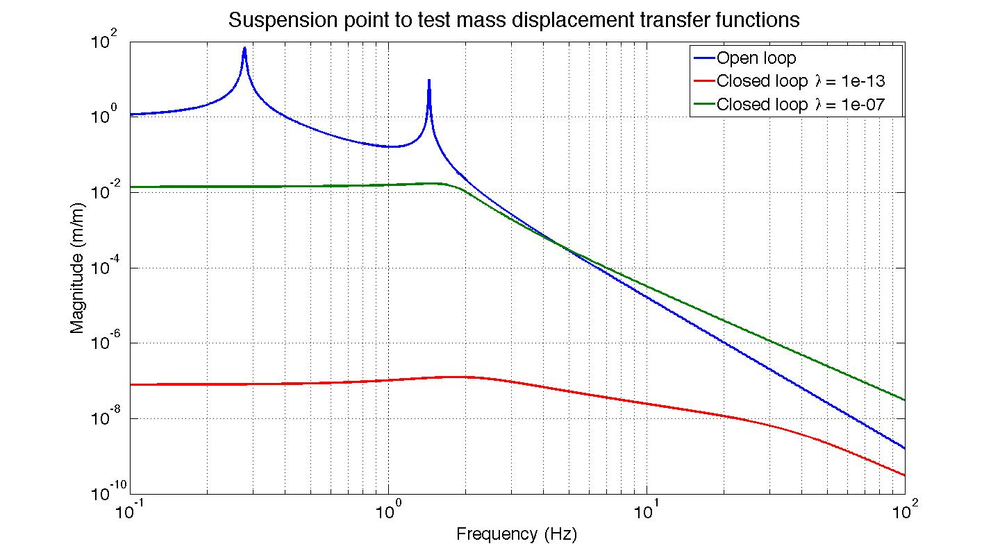 Suspension point to test mass displacement transfer functions
10^2
10^0
10^-2
10^-4
10^-6
10^-8
10^-10
Magnitude (m/m)
Open loop
Closed loop λ = 1e-13
Closed loop λ = 1e-07
10^-1 10^0 10^1 10^2
Frequency (Hz)